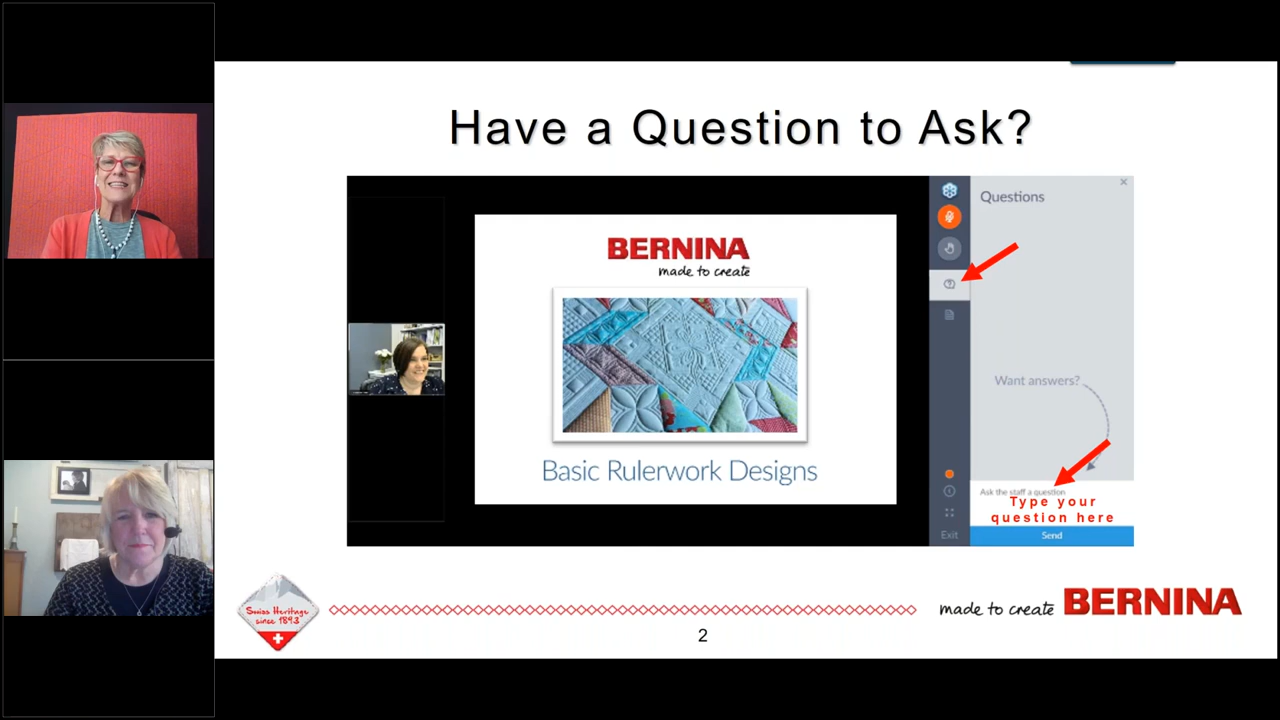 Have a Question to Ask?
Questions
BERNINA
made to create
Want answers?
Basic Rulerwork Designs
Ask the staff a question
Type your
question here
Exit
Send
Swiss Heritage
since 1893
made to create BERNINA
2